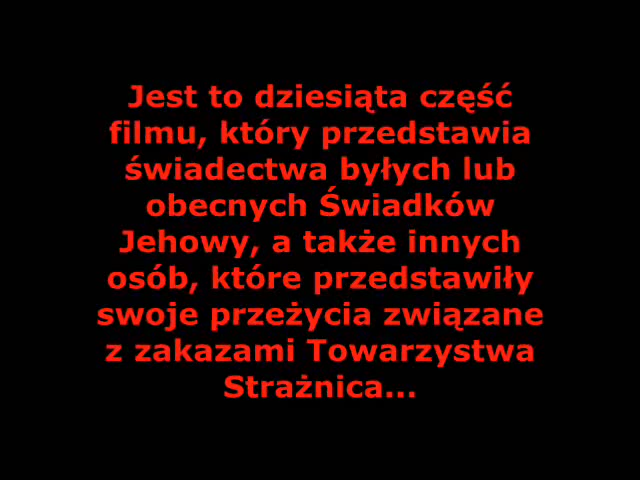 Jest to dziesiąta część
filmu, który przedstawia
świadectwa byłych lub
obecnych Świadków
Jehowy, a także innych
osób, które przedstawiły
swoje przeżycia związane
z zakazami Towarzystwa
Strażnica...